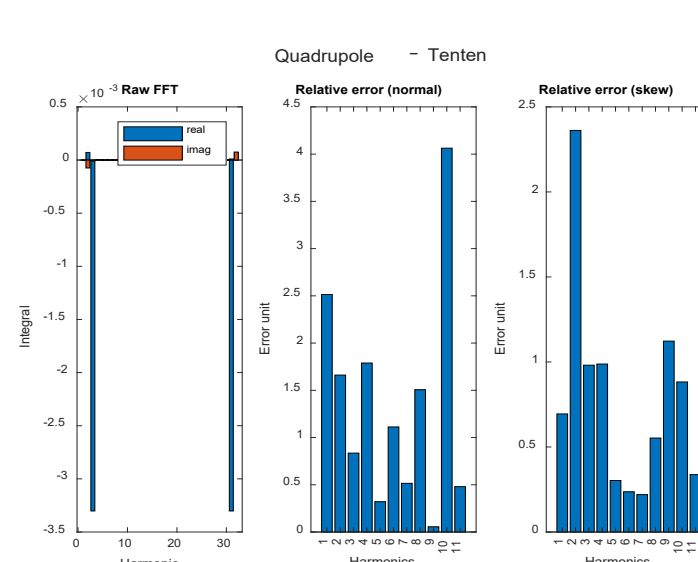 Quadrupole – Tenten
×10 -3 Raw FFT
real
imag
0.5
0
-0.5
-1
-1.5
-2
-2.5
-3
-3.5
Integral
0 10 20 30
Harmonic
Relative error (normal)
4.5
4
3.5
3
2.5
2
1.5
1
0.5
0
Error unit
1 2 3 4 5 6 7 8 9 10 11
Harmonics
Relative error (skew)
2.5
2
1.5
1
0.5
0
Error unit
1 2 3 4 5 6 7 8 9 10 11
Harmonics